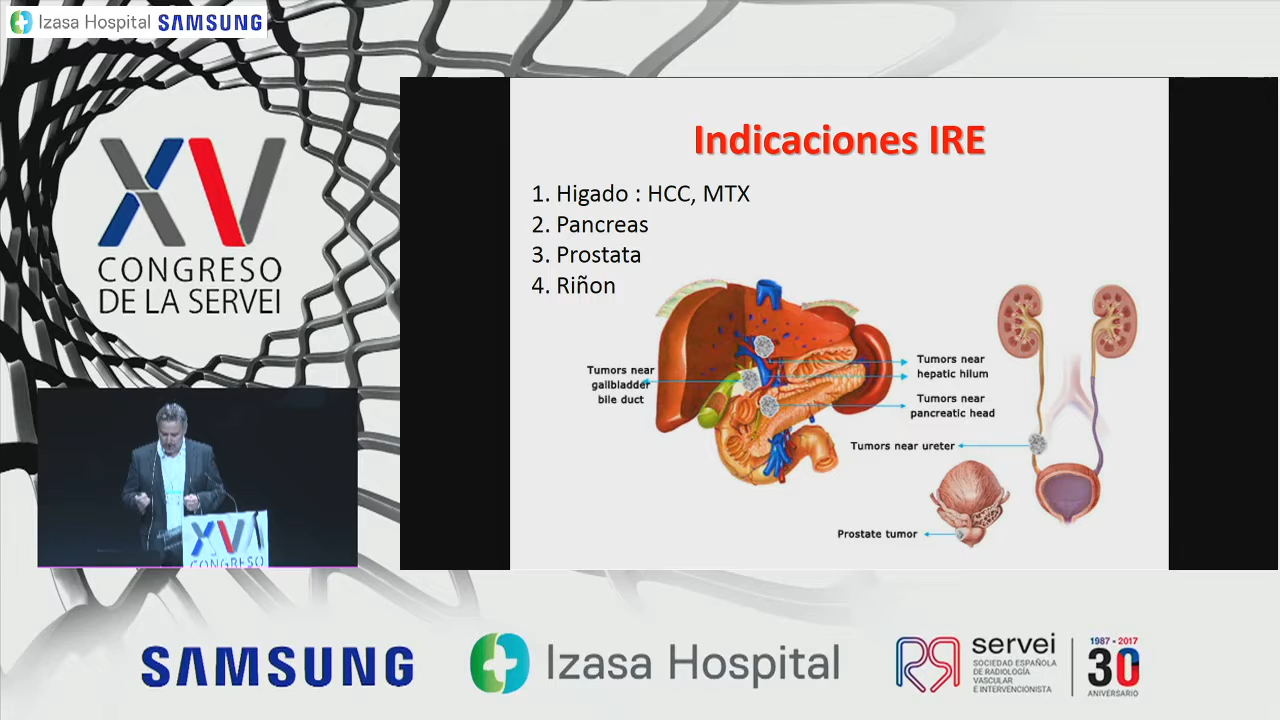 Izasa Hospital SAMSUNG
XV
CONGRESO
DE LA SERVEI
Indicaciones IRE
1. Higado : HCC, MTX
2. Pancreas
3. Prostata
4. Riñon
Tumors near
gallbladder
bile duct
Tumors near
hepatic hilum
Tumors near
pancreatic head
Tumors near ureter
Prostate tumor
XV
CONGRESO
SAMSUNG
Izasa Hospital
servei
SOCIEDAD ESPAÑOLA
DE RADIOLOGÍA
VASCULAR
E INTERVENCIONISTA
1987 - 2017
30
ANIVERSARIO